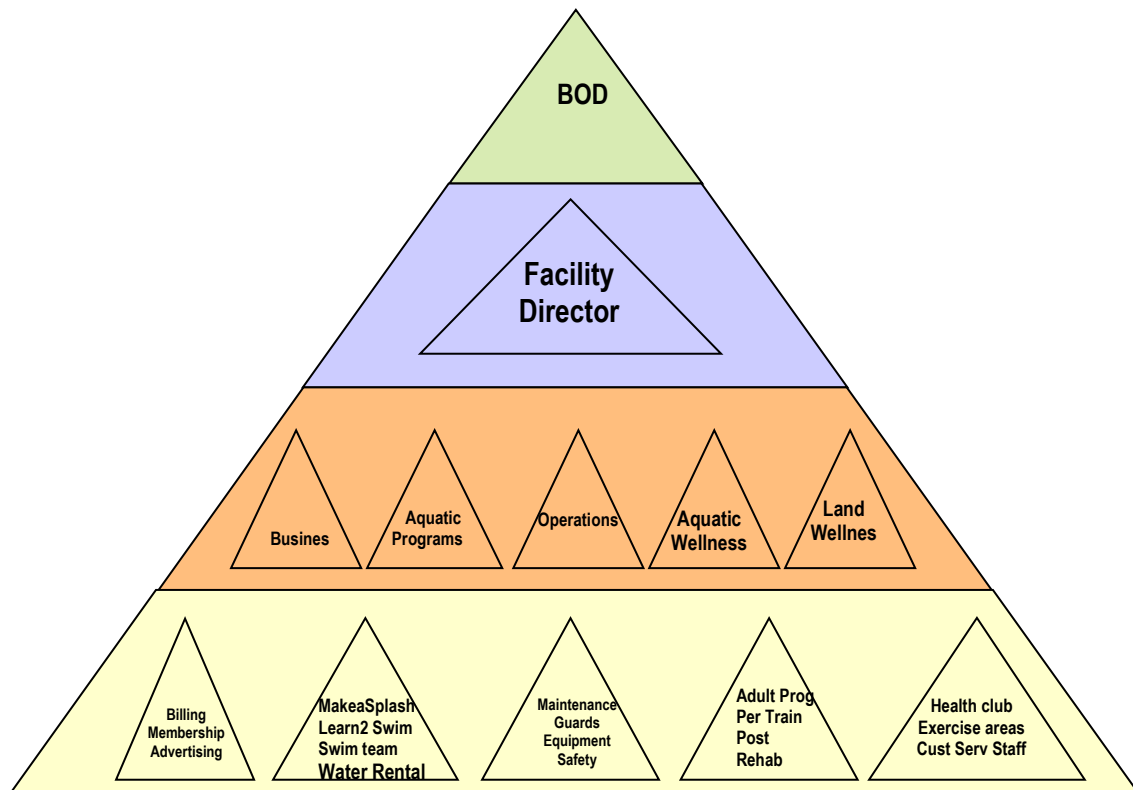 BOD
Facility
Director
Busines
Aquatic
Programs
Operations
Aquatic
Wellness
Land
Wellnes
Billing
Membership
Advertising
MakeaSplash
Learn2 Swim
Swim team
Water Rental
Maintenance
Guards
Equipment
Safety
Adult Prog
Per Train
Post
Rehab
Health club
Exercise areas
Cust Serv Staff